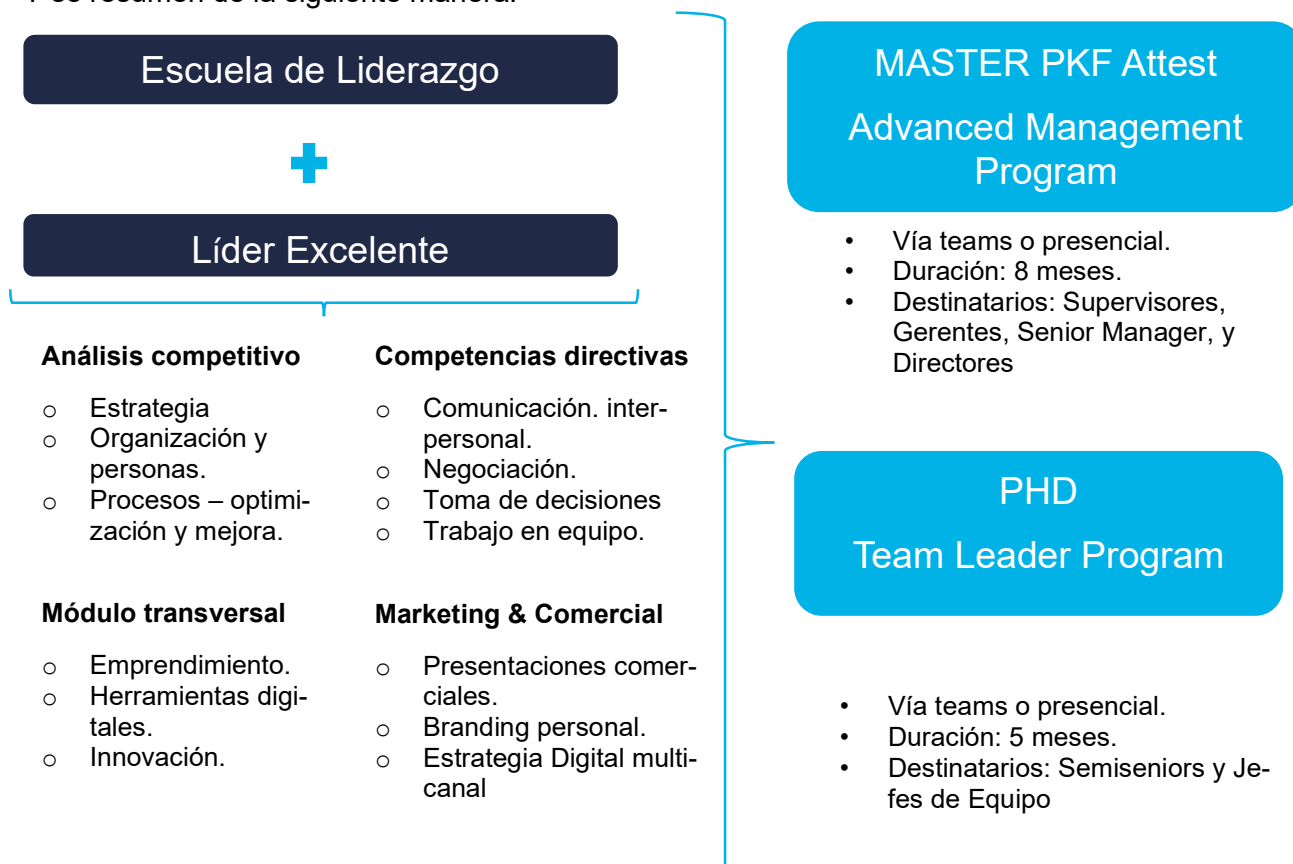 Escuela de Liderazgo
Líder Excelente
Análisis competitivo
o Estrategia
o Organización y
personas.
o Procesos – optimi-
zación y mejora.
Competencias directivas
o Comunicación. inter-
personal.
o Negociación.
o Toma de decisiones
o Trabajo en equipo.
Módulo transversal
o Emprendimiento.
o Herramientas digi-
tales.
o Innovación.
Marketing & Comercial
o Presentaciones comer-
ciales.
o Branding personal.
o Estrategia Digital multi-
canal
MASTER PKF Attest
Advanced Management
Program
• Vía teams o presencial.
• Duración: 8 meses.
• Destinatarios: Supervisores,
Gerentes, Senior Manager, y
Directores
PHD
Team Leader Program
• Vía teams o presencial.
• Duración: 5 meses.
• Destinatarios: Semiseniors y Je-
fes de Equipo